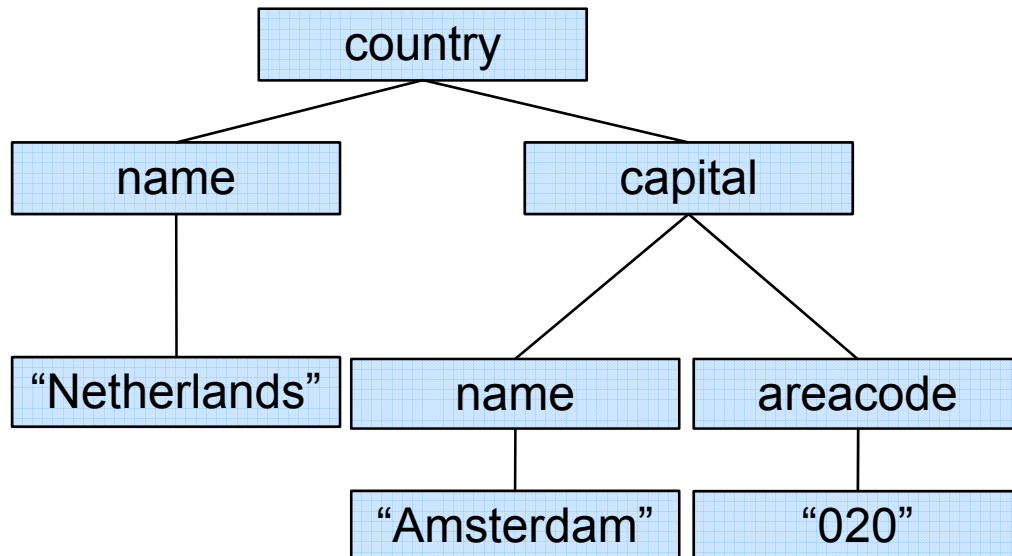 country
name
capital
“Netherlands”
name
areacode
“Amsterdam”
“020”